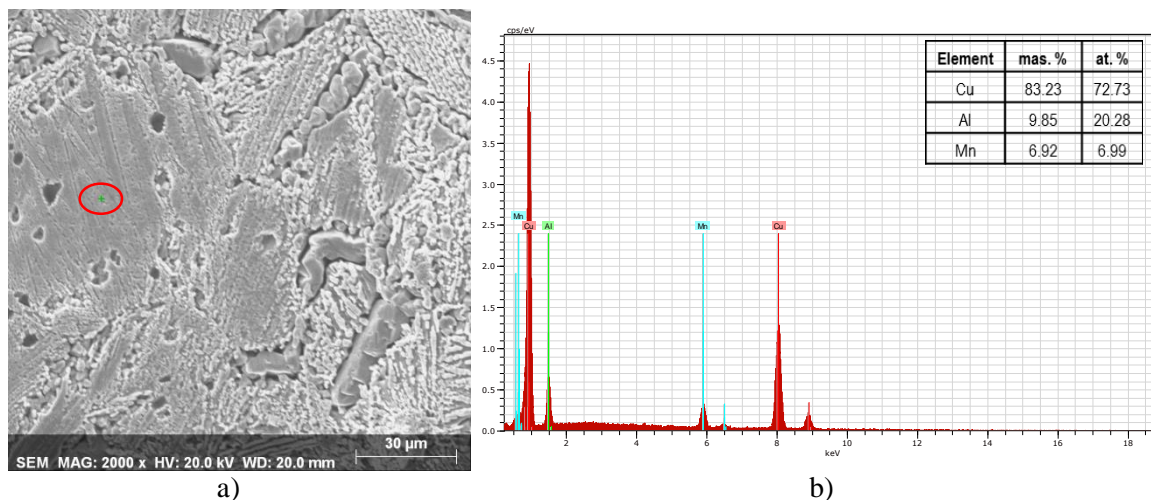 SEM MAG: 2000 x HV: 20.0 kV WD: 20.0 mm
30 µm
a)
cps/eV
4.5
4.0
3.5
3.0
2.5
2.0
1.5
1.0
0.5
0.0
Mn
Cu
Al
Mn
Cu
2 4 6 8 10 12 14 16 18
keV
Element mas. % at. %
Cu 83.23 72.73
Al 9.85 20.28
Mn 6.92 6.99
b)